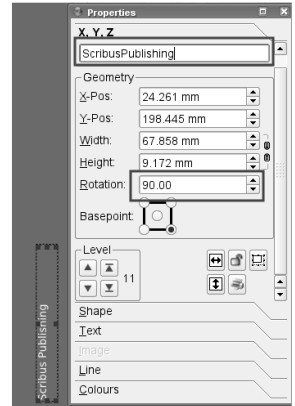 Properties
X, Y, Z
ScribusPublishing
Geometry
X-Pos: 24.261 mm
Y-Pos: 198.445 mm
Width: 67.858 mm
Height: 9.172 mm
Rotation: 90.00
Basepoint:
Level
11
Shape
Text
Image
Line
Colours
Scribus Publisning